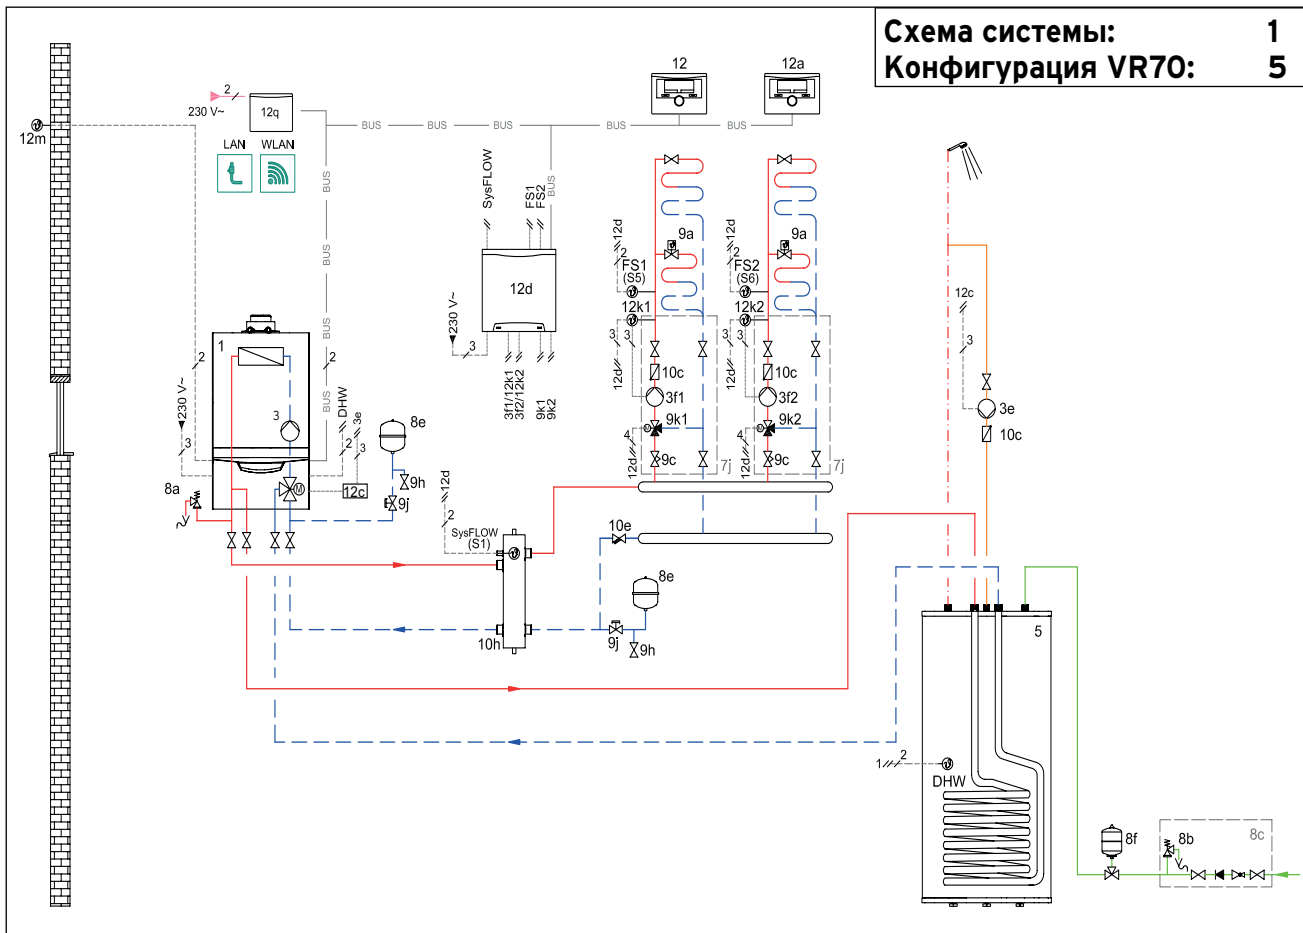 Схема системы: 1
Конфигурация VR70: 5
12
12a
2
230 V~
12q
LAN
WLAN
12m
BUS
BUS
BUS
BUS
BUS
BUS
BUS
BUS
BUS
SysFLOW
FS1
FS2
12d
230 V~
3
3f1/12k1
3f2/12k2
9k1
9k2
12d
2
FS1
(S5)
9a
12k1
3
3
12d
10c
3f1
9k1
M
4
12d
9c
7j
12d
2
FS2
(S6)
9a
12k2
3
3
12d
10c
3f2
9k2
M
4
12d
9c
7j
12c
3
3e
10c
1
2
2
3
230 V~
3
DHW
3e
2
3
M
12c
8a
8e
9h
9j
12d
2
SysFLOW
(S1)
10e
8e
9j
9h
10h
5
1
2
DHW
8f
8b
8c